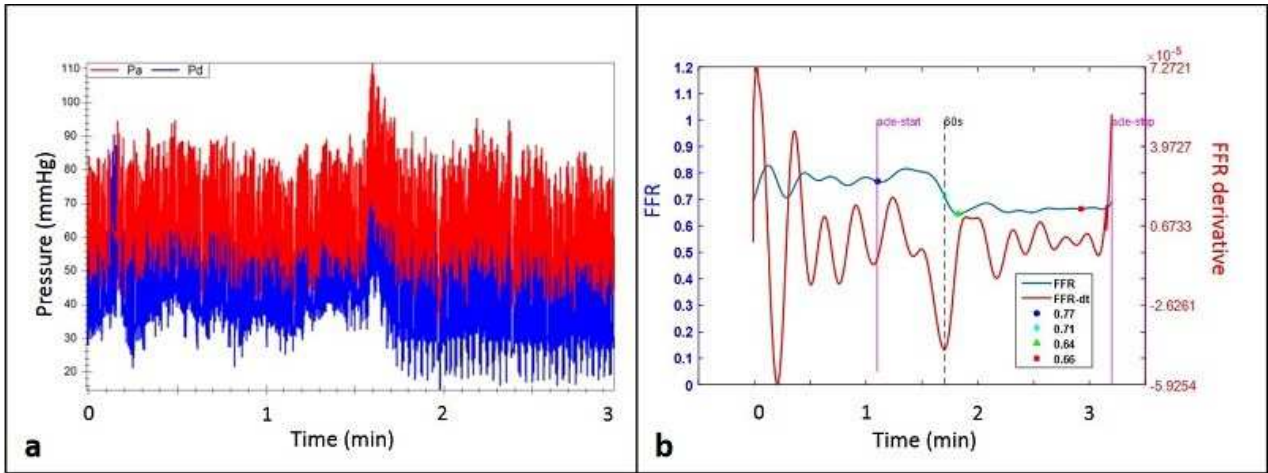 Pa Pd
110
100
90
80
70
60
50
40
30
20
Pressure (mmHg)
0 1 2 3
Time (min)
a
×10⁻⁵
1.2
1.1
1
0.9
0.8
0.7
0.6
0.5
0.4
0.3
0.2
0.1
0
FFR
ade-start 60s ade-stop
7.2721
3.9727
0.6733
-2.6261
-5.9254
FFR derivative
FFR
FFR-dt
0.77
0.71
0.64
0.66
0 1 2 3
Time (min)
b